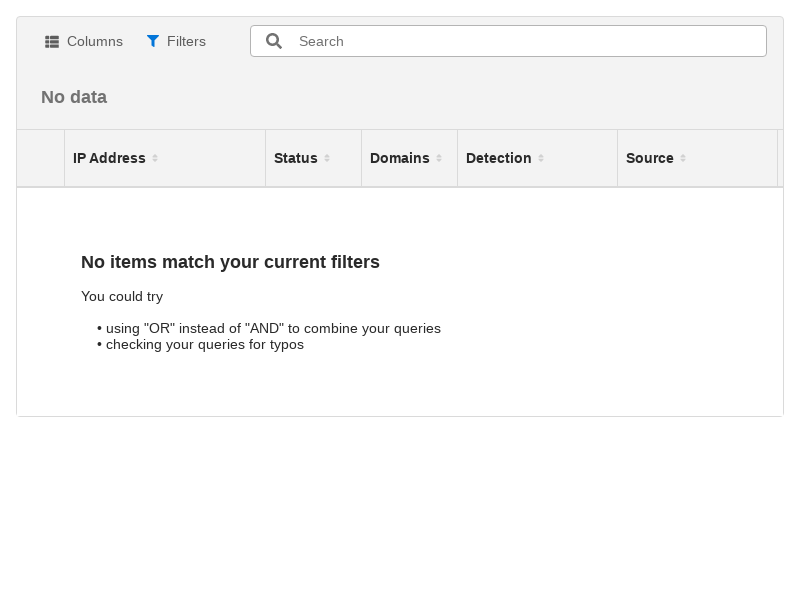 Columns Filters Search
No data
IP Address Status Domains Detection Source
No items match your current filters
You could try
• using "OR" instead of "AND" to combine your queries
• checking your queries for typos